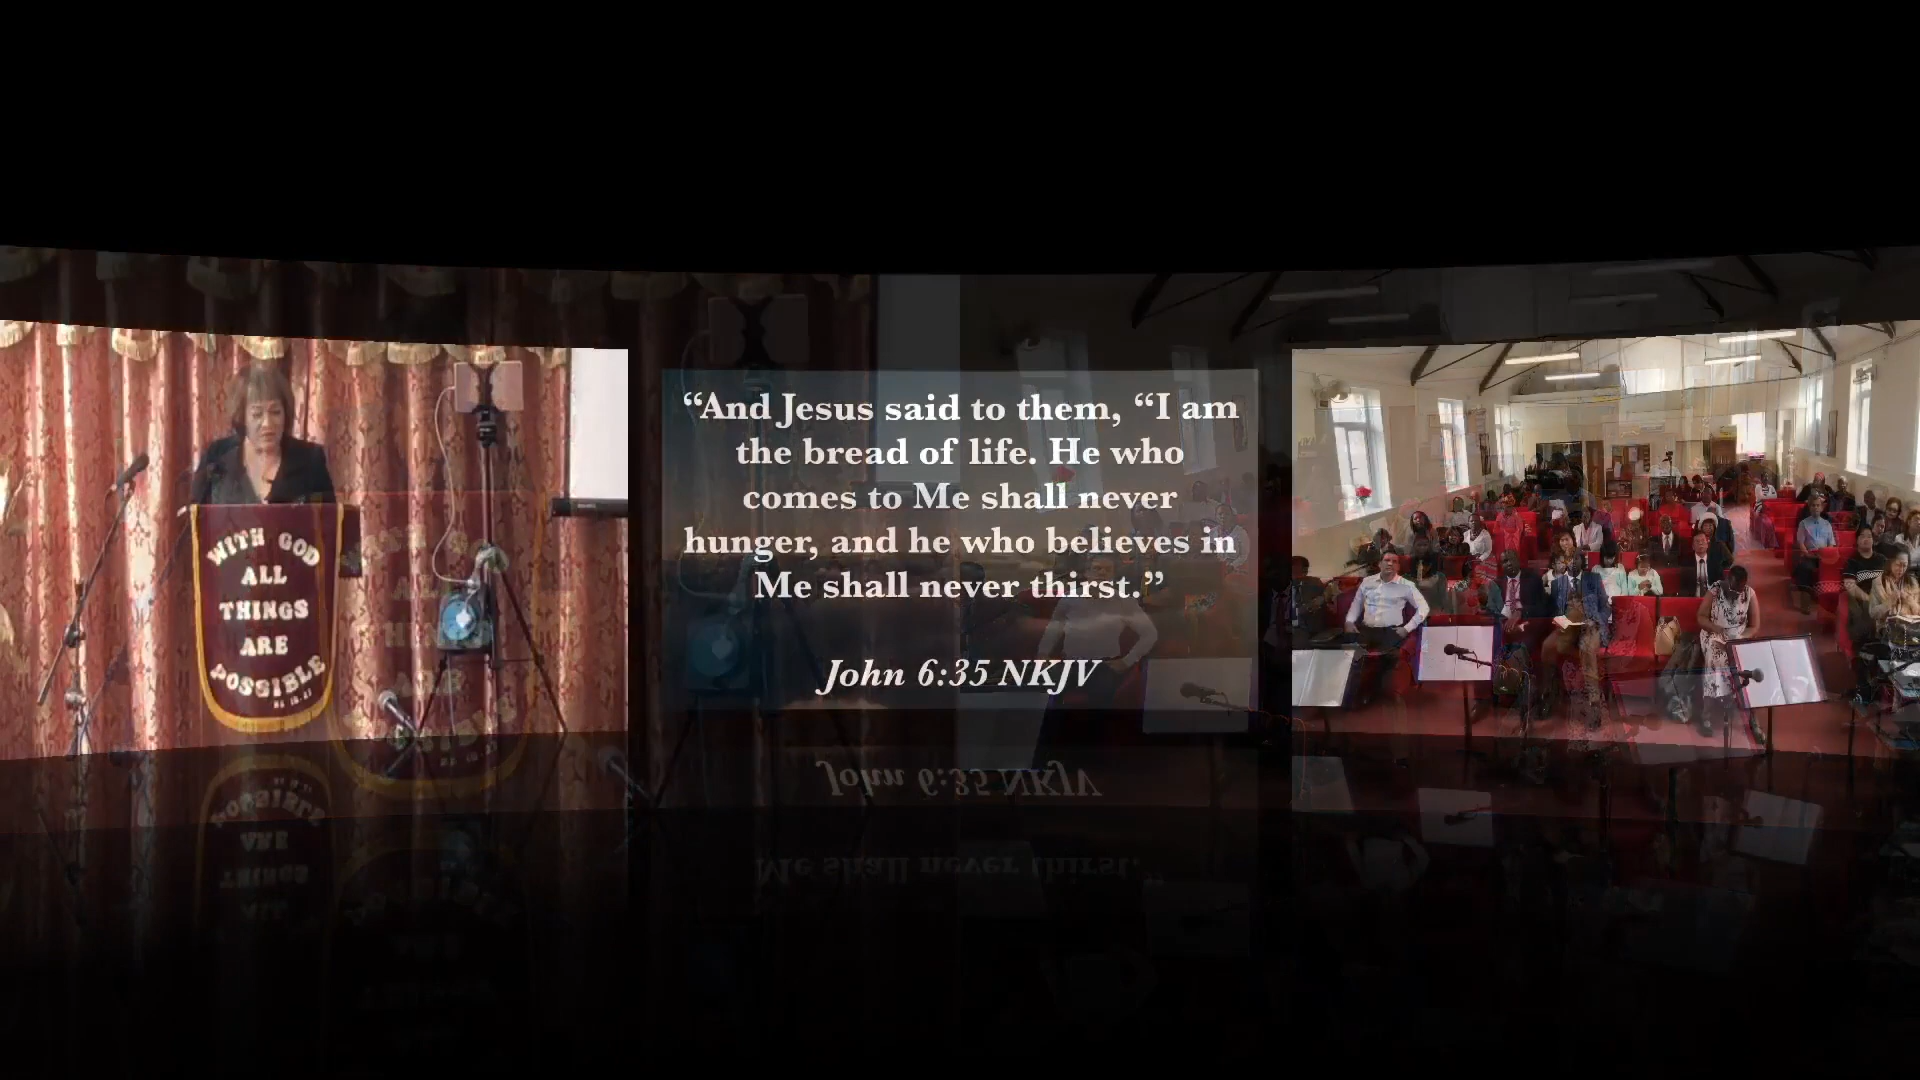 WITH GOD
ALL
THINGS
ARE
POSSIBLE
“And Jesus said to them, “I am
the bread of life. He who
comes to Me shall never
hunger, and he who believes in
Me shall never thirst.”
John 6:35 NKJV